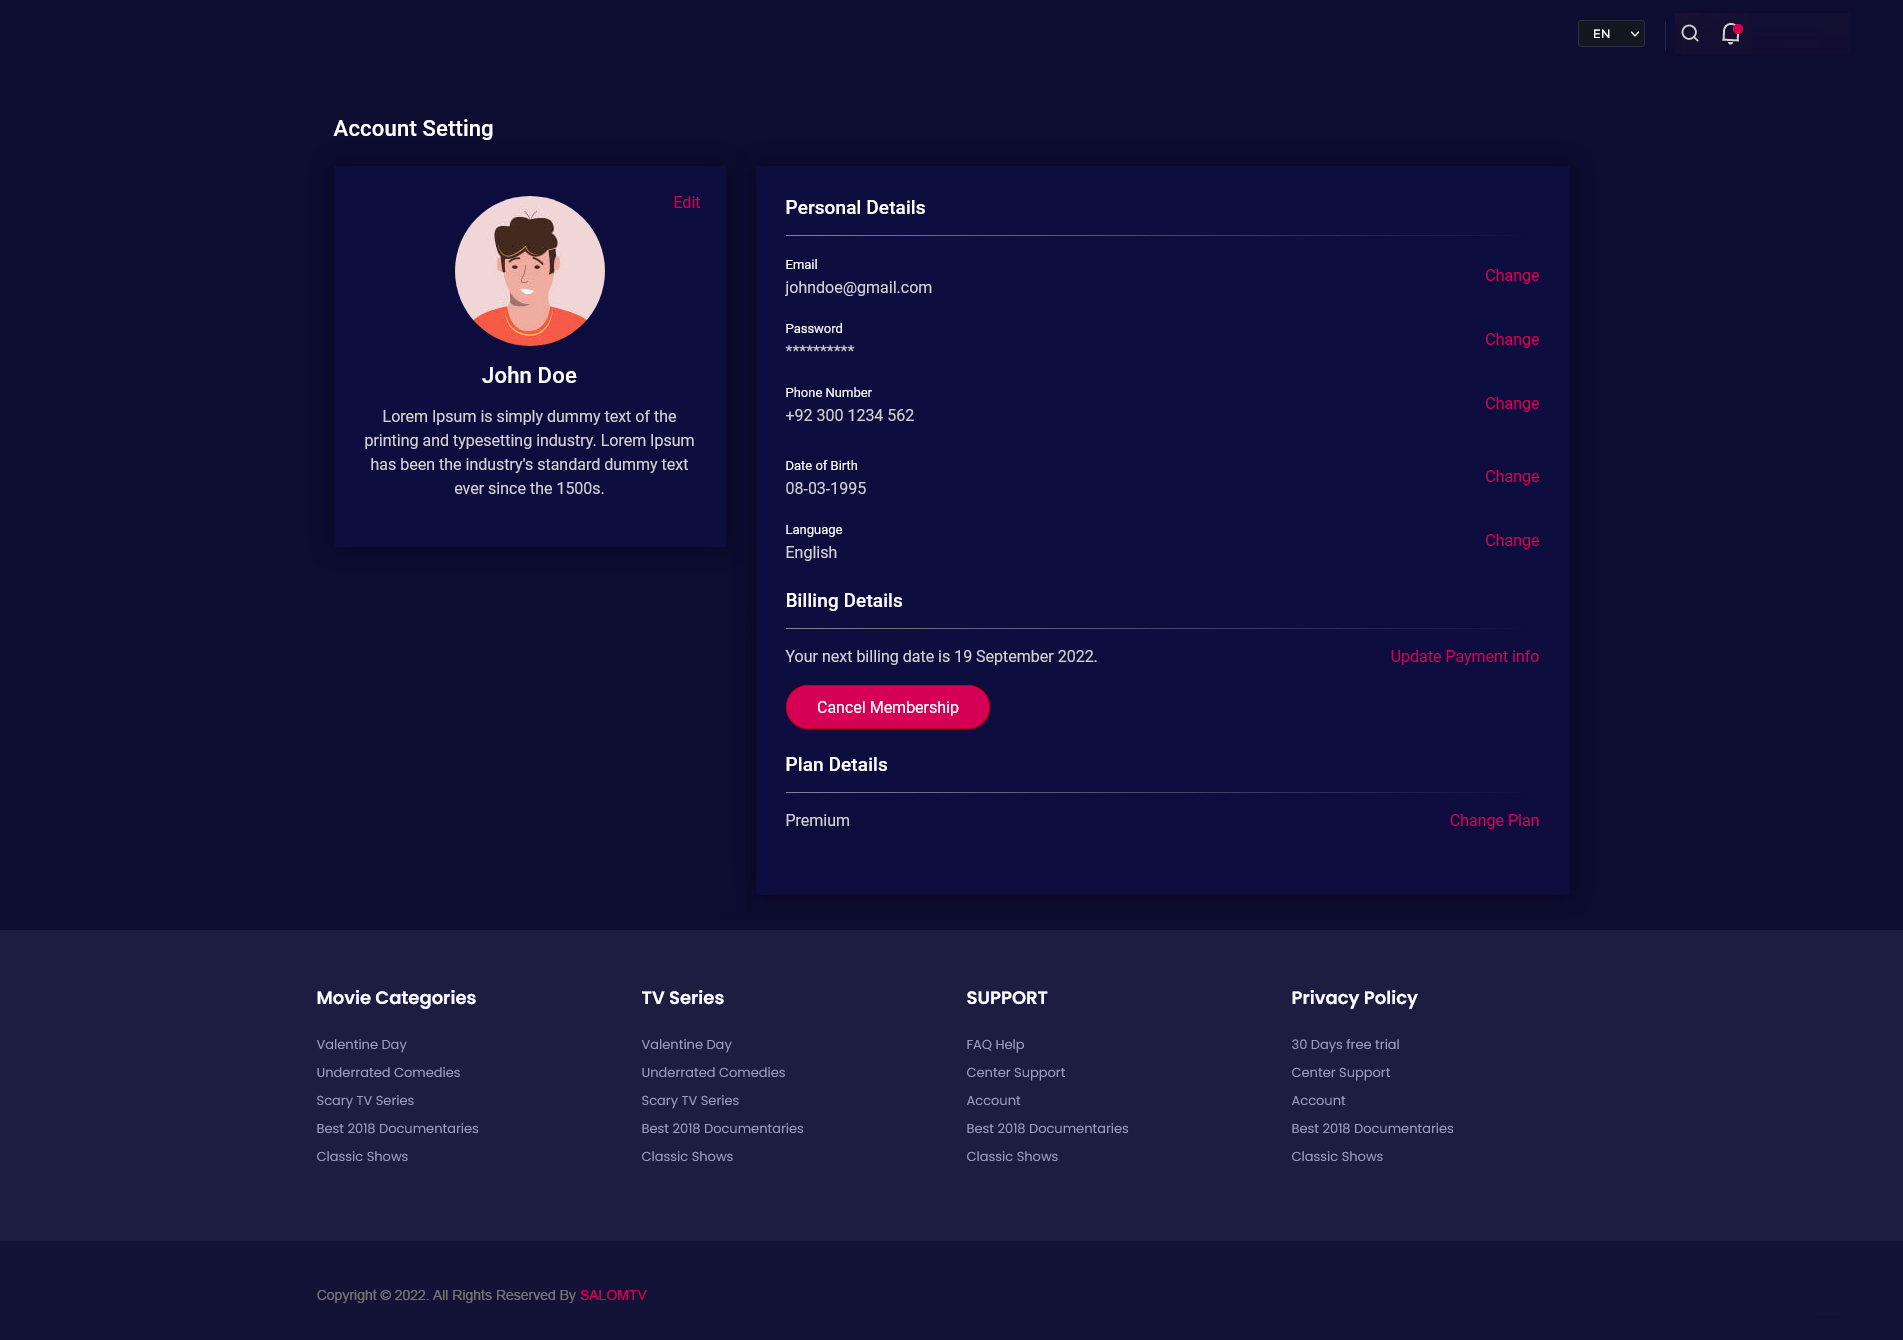 EN
Account Setting
Edit
John Doe
Lorem Ipsum is simply dummy text of the
printing and typesetting industry. Lorem Ipsum
has been the industry's standard dummy text
ever since the 1500s.
Personal Details
Email
johndoe@gmail.com
Change
Password
**********
Change
Phone Number
+92 300 1234 562
Change
Date of Birth
08-03-1995
Change
Language
English
Change
Billing Details
Your next billing date is 19 September 2022.
Update Payment info
Cancel Membership
Plan Details
Premium
Change Plan
Movie Categories
Valentine Day
Underrated Comedies
Scary TV Series
Best 2018 Documentaries
Classic Shows
TV Series
Valentine Day
Underrated Comedies
Scary TV Series
Best 2018 Documentaries
Classic Shows
SUPPORT
FAQ Help
Center Support
Account
Best 2018 Documentaries
Classic Shows
Privacy Policy
30 Days free trial
Center Support
Account
Best 2018 Documentaries
Classic Shows
Copyright © 2022. All Rights Reserved By SALOMTV